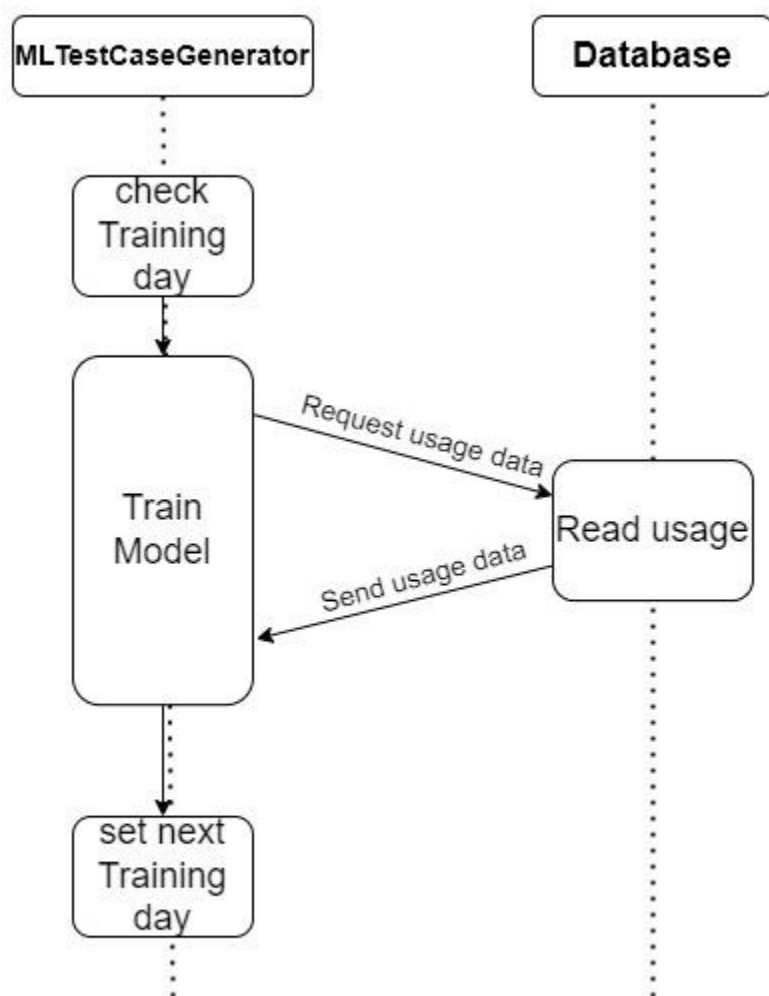 MLTestCaseGenerator
Database
check
Training
day
Train
Model
Request usage data
Read usage
Send usage data
set next
Training
day